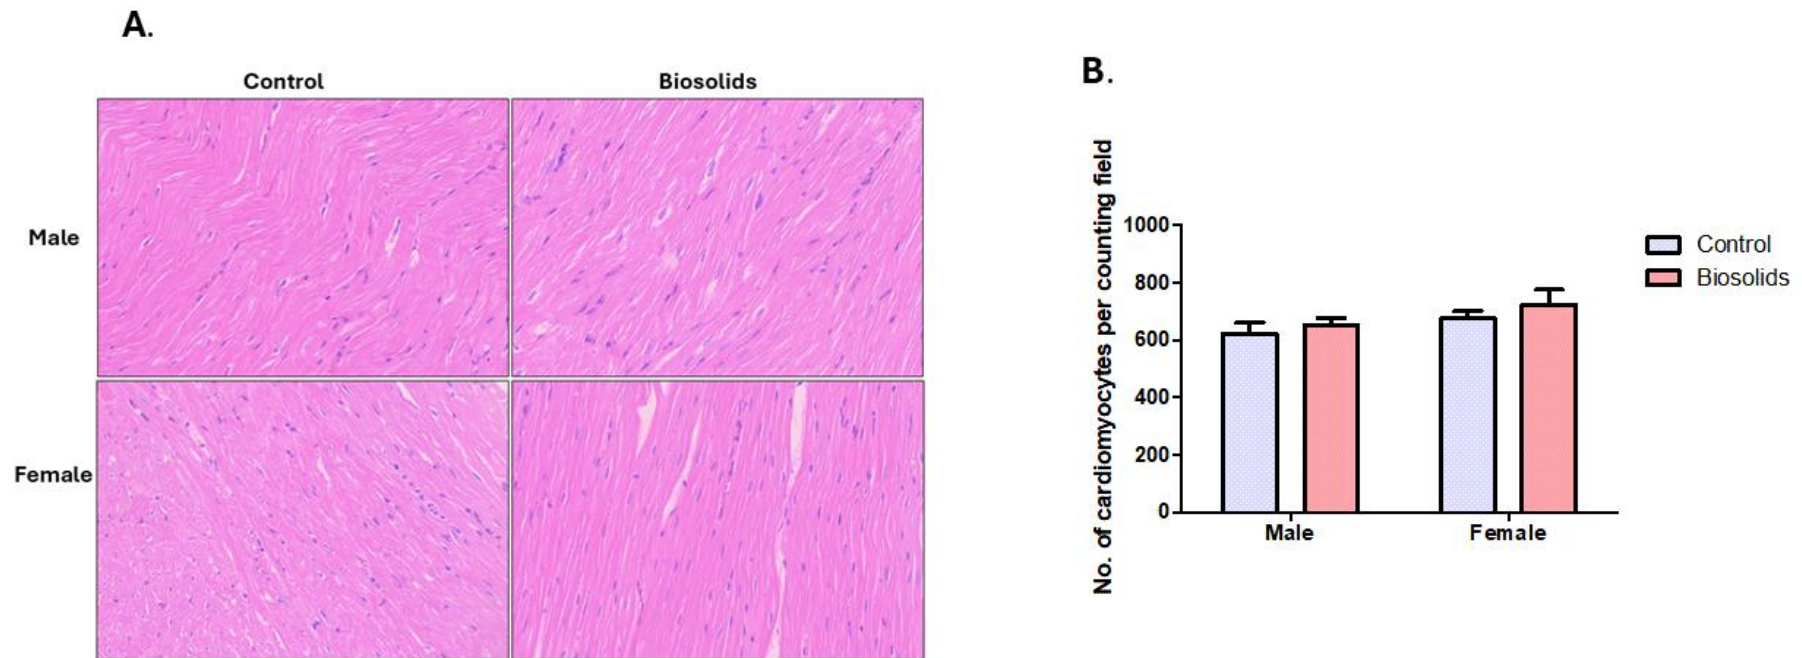 A.
Control
Biosolids
Male
Female
B.
No. of cardiomyocytes per counting field
1000
800
600
400
200
0
Male
Female
Control
Biosolids